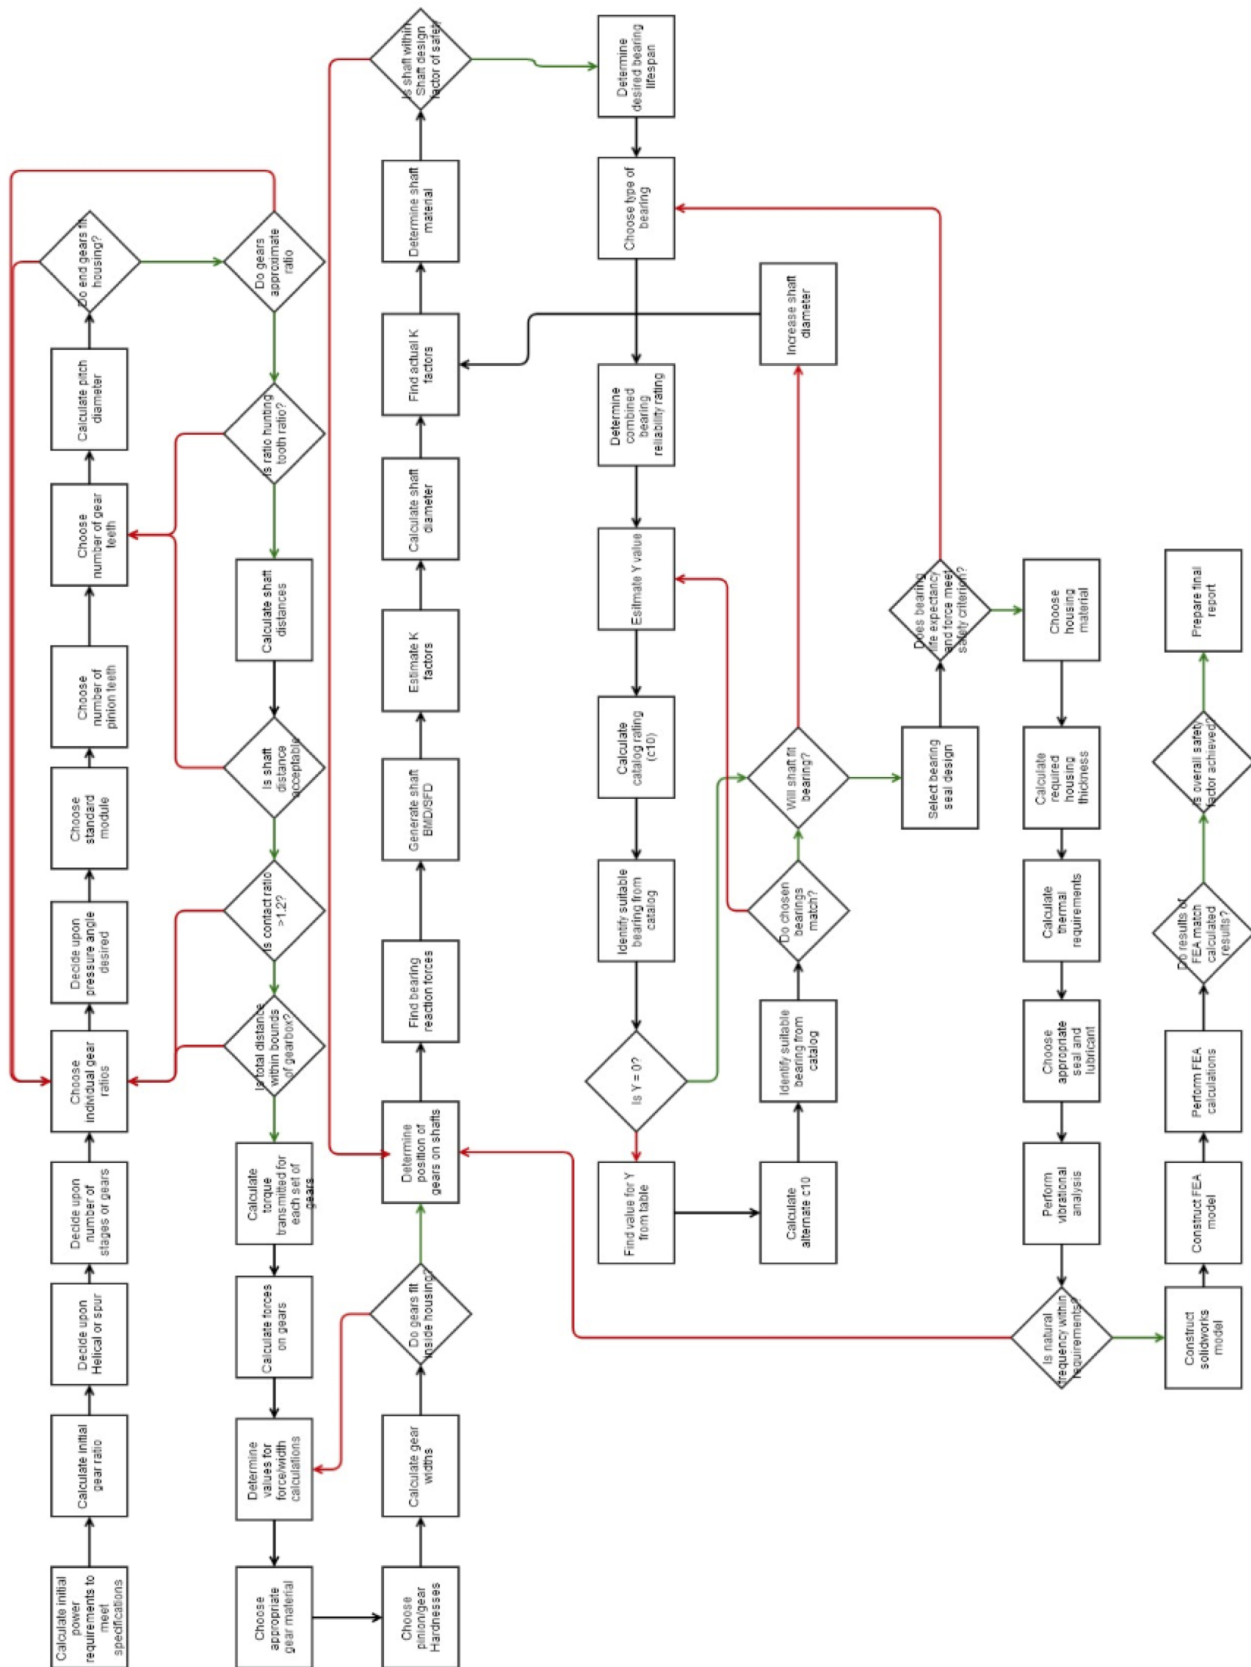 Calculate initial
power
requirements to
meet
specifications
Calculate initial
gear ratio
Decide upon
Helical or spur
Decide upon
number of
stages or gears
Choose
individual gear
ratios
Decide upon
pressure angle
desired
Choose
standard
module
Choose
number of
pinion teeth
Choose
number of gear
teeth
Calculate pitch
diameter
Do end gears fit
housing?
Do gears
approximate
ratio
Is ratio hunting
tooth ratio?
Calculate shaft
distances
Is shaft
distance
acceptable
Is contact ratio
>1.2?
Is total distance
within bounds
of gearbox?
Calculate
torque
transmitted for
each set of
gears
Calculate forces
on gears
Determine
values for
force/width
calculations
Choose
appropriate
gear material
Choose
pinion/gear
Hardnesses
Calculate gear
widths
Do gears fit
inside housing?
Determine
position of
gears on shafts
Find bearing
reaction forces
Generate shaft
BMD/SFD
Estimate K
factors
Calculate shaft
diameter
Find actual K
factors
Determine shaft
material
Is shaft within
Shaft design
factor of safety
Determine
desired bearing
lifespan
Choose type of
bearing
Determine
combined
bearing
reliability rating
Esitmate Y value
Calculate
catalog rating
(c10)
Identify suitable
bearing from
catalog
Is Y = 0?
Find value for Y
from table
Calculate
alternate c10
Identify suitable
bearing from
catalog
Do chosen
bearings
match?
Will shaft fit
bearing?
Increase shaft
diameter
Select bearing
seal design
Does bearing
life expectancy
and force meet
safety criterion?
Choose
housing
material
Calculate
required
housing
thickness
Calculate
thermal
requirements
Choose
appropriate
seal and
lubricant
Perform
vibrational
analysis
Is natural
frequency within
requirements?
Construct
solidworks
model
Construct FEA
model
Perform FEA
calculations
Do results of
FEA match
calculated
results?
Is overall safety
factor achieved?
Prepare final
report